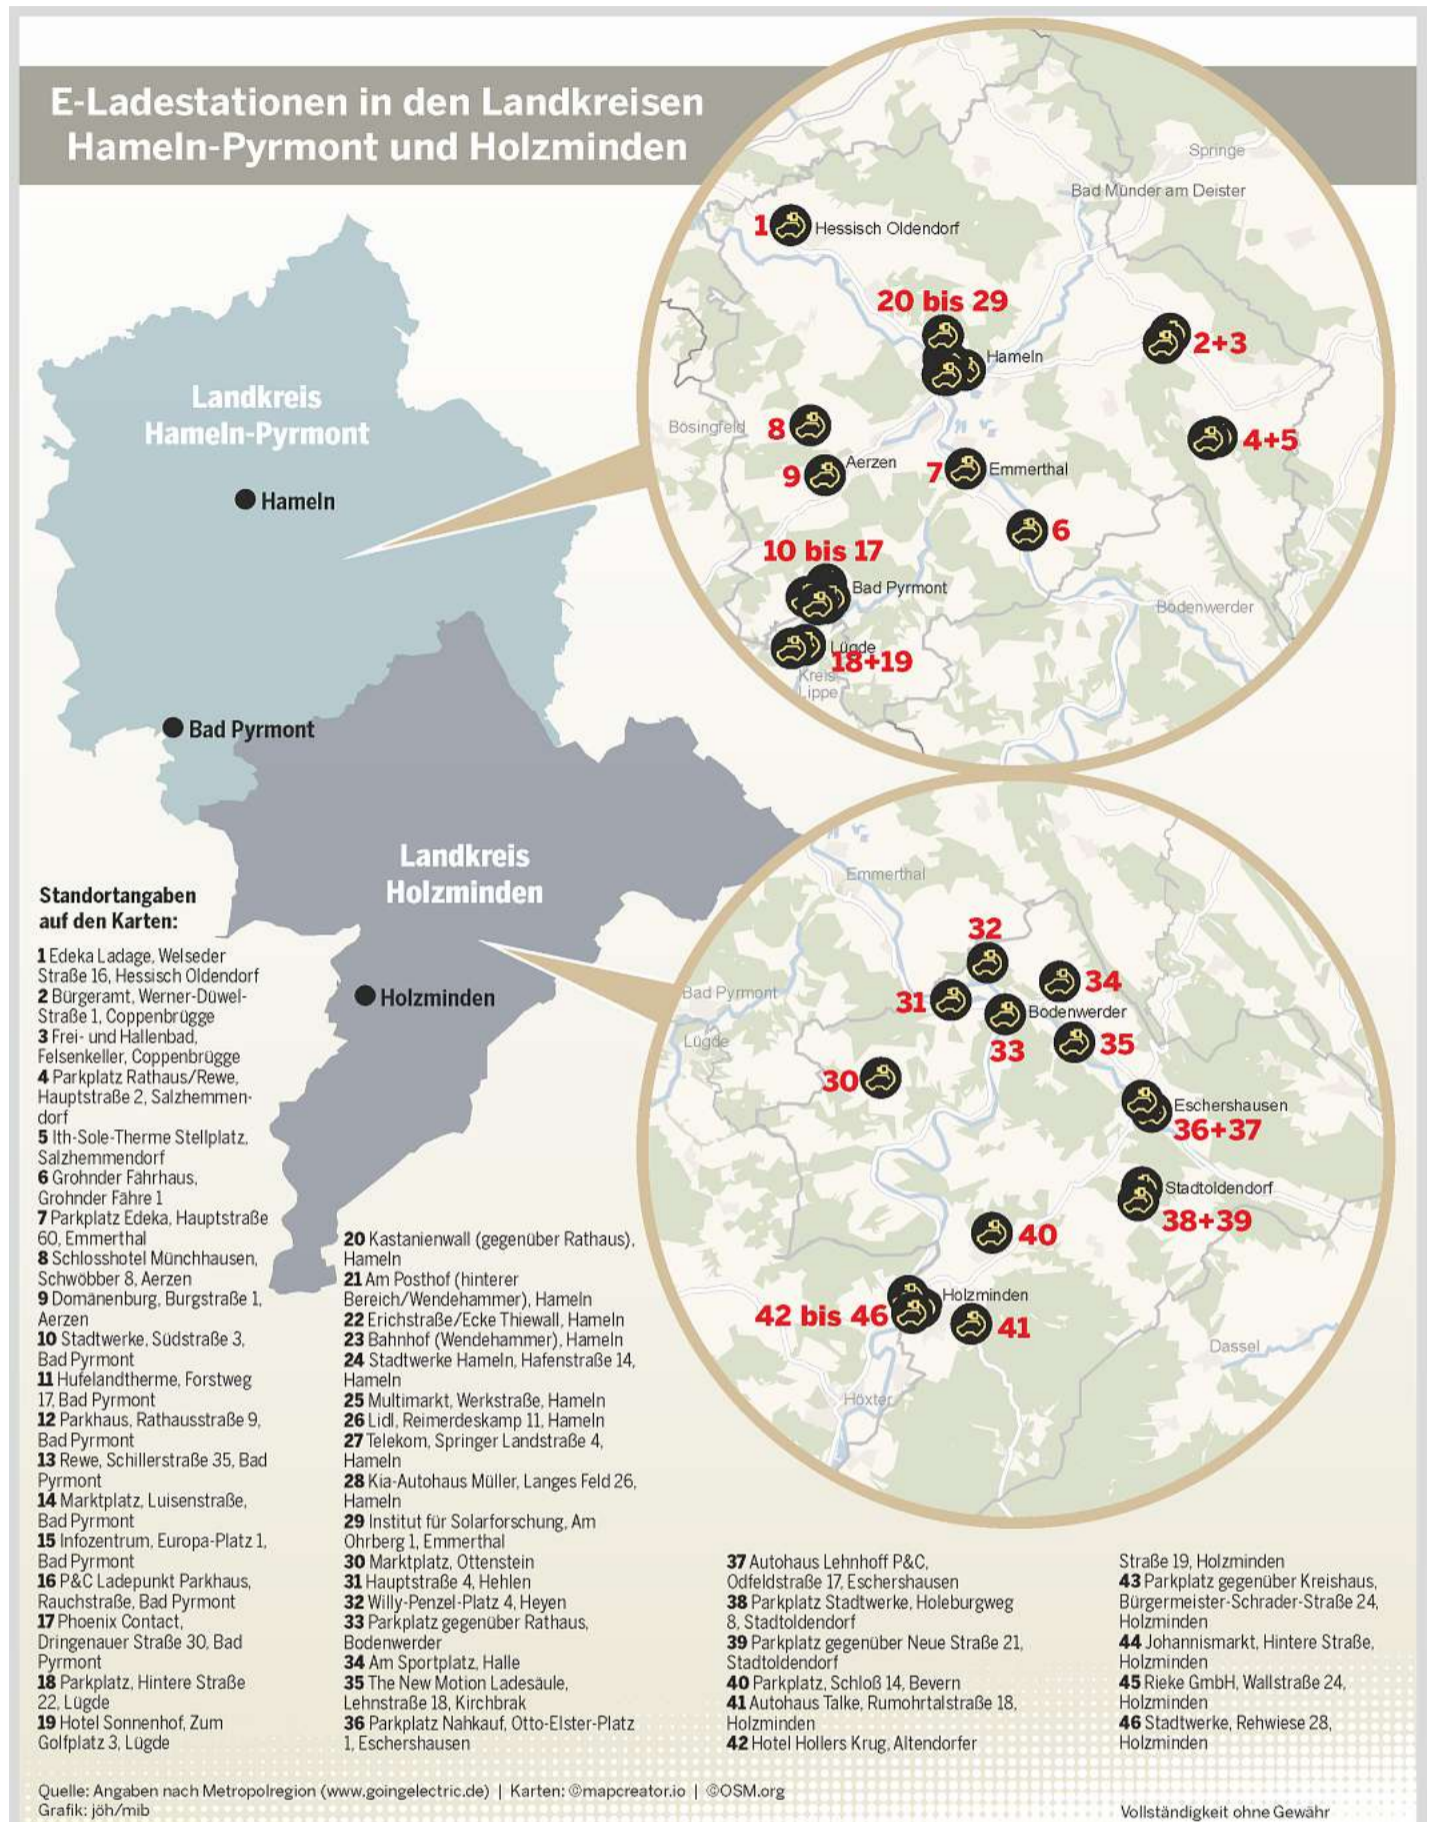 E-Ladestationen in den Landkreisen
Hameln-Pyrmont und Holzminden
Springe
Bad Münder am Deister
1
Hessisch Oldendorf
20 bis 29
Hameln
2+3
Bösingfeld
8
4+5
9
Aerzen
7
Emmerthal
6
10 bis 17
Bad Pyrmont
Bodenwerder
Lügde
18+19
Kreis
Lippe
Landkreis
Hameln-Pyrmont
Hameln
Bad Pyrmont
Landkreis
Holzminden
Holzminden
Emmerthal
32
34
Bad Pyrmont
31
Bodenwerder
Lügde
33
35
30
Eschershausen
36+37
Stadtoldendorf
38+39
40
Holzminden
42 bis 46
41
Dassel
Höxter
Standortangaben
auf den Karten:
1 Edeka Ladage, Welseder
Straße 16, Hessisch Oldendorf
2 Bürgeramt, Werner-Düwel-
Straße 1, Coppenbrügge
3 Frei- und Hallenbad,
Felsenkeller, Coppenbrügge
4 Parkplatz Rathaus/Rewe,
Hauptstraße 2, Salzhemmen-
dorf
5 Ith-Sole-Therme Stellplatz,
Salzhemmendorf
6 Grohnder Fährhaus,
Grohnder Fähre 1
7 Parkplatz Edeka, Hauptstraße
60, Emmerthal
8 Schlosshotel Münchhausen,
Schwöbber 8, Aerzen
9 Domänenburg, Burgstraße 1,
Aerzen
10 Stadtwerke, Südstraße 3,
Bad Pyrmont
11 Hufelandtherme, Forstweg
17, Bad Pyrmont
12 Parkhaus, Rathausstraße 9,
Bad Pyrmont
13 Rewe, Schillerstraße 35, Bad
Pyrmont
14 Marktplatz, Luisenstraße,
Bad Pyrmont
15 Infozentrum, Europa-Platz 1,
Bad Pyrmont
16 P&C Ladepunkt Parkhaus,
Rauchstraße, Bad Pyrmont
17 Phoenix Contact,
Dringenauer Straße 30, Bad
Pyrmont
18 Parkplatz, Hintere Straße
22, Lügde
19 Hotel Sonnenhof, Zum
Golfplatz 3, Lügde
20 Kastanienwall (gegenüber Rathaus),
Hameln
21 Am Posthof (hinterer
Bereich/Wendehammer), Hameln
22 Erichstraße/Ecke Thiewall, Hameln
23 Bahnhof (Wendehammer), Hameln
24 Stadtwerke Hameln, Hafenstraße 14,
Hameln
25 Multimarkt, Werkstraße, Hameln
26 Lidl, Reimerdeskamp 11, Hameln
27 Telekom, Springer Landstraße 4,
Hameln
28 Kia-Autohaus Müller, Langes Feld 26,
Hameln
29 Institut für Solarforschung, Am
Ohrberg 1, Emmerthal
30 Marktplatz, Ottenstein
31 Hauptstraße 4, Hehlen
32 Willy-Penzel-Platz 4, Heyen
33 Parkplatz gegenüber Rathaus,
Bodenwerder
34 Am Sportplatz, Halle
35 The New Motion Ladesäule,
Lehnstraße 18, Kirchbrak
36 Parkplatz Nahkauf, Otto-Elster-Platz
1, Eschershausen
37 Autohaus Lehnhoff P&C,
Odfeldstraße 17, Eschershausen
38 Parkplatz Stadtwerke, Holeburgweg
8, Stadtoldendorf
39 Parkplatz gegenüber Neue Straße 21,
Stadtoldendorf
40 Parkplatz, Schloß 14, Bevern
41 Autohaus Talke, Rumohrtalstraße 18,
Holzminden
42 Hotel Hollers Krug, Altendorfer
Straße 19, Holzminden
43 Parkplatz gegenüber Kreishaus,
Bürgermeister-Schrader-Straße 24,
Holzminden
44 Johannismarkt, Hintere Straße,
Holzminden
45 Rieke GmbH, Wallstraße 24,
Holzminden
46 Stadtwerke, Rehwiese 28,
Holzminden
Quelle: Angaben nach Metropolregion (www.goingelectric.de) | Karten: ©mapcreator.io | ©OSM.org
Grafik: jöh/mib
Vollständigkeit ohne Gewähr